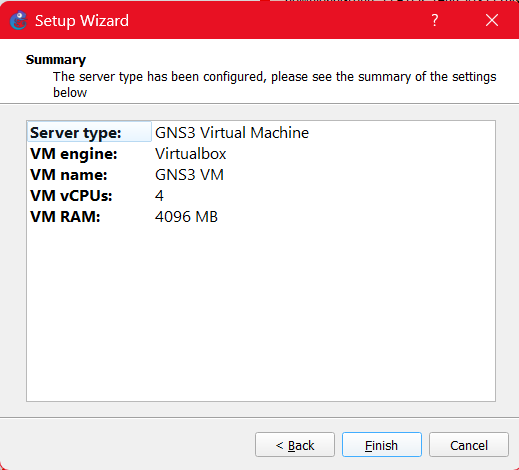 Setup Wizard
?
Summary
The server type has been configured, please see the summary of the settings
below
Server type: GNS3 Virtual Machine
VM engine: Virtualbox
VM name: GNS3 VM
VM vCPUs: 4
VM RAM: 4096 MB
< Back Finish Cancel